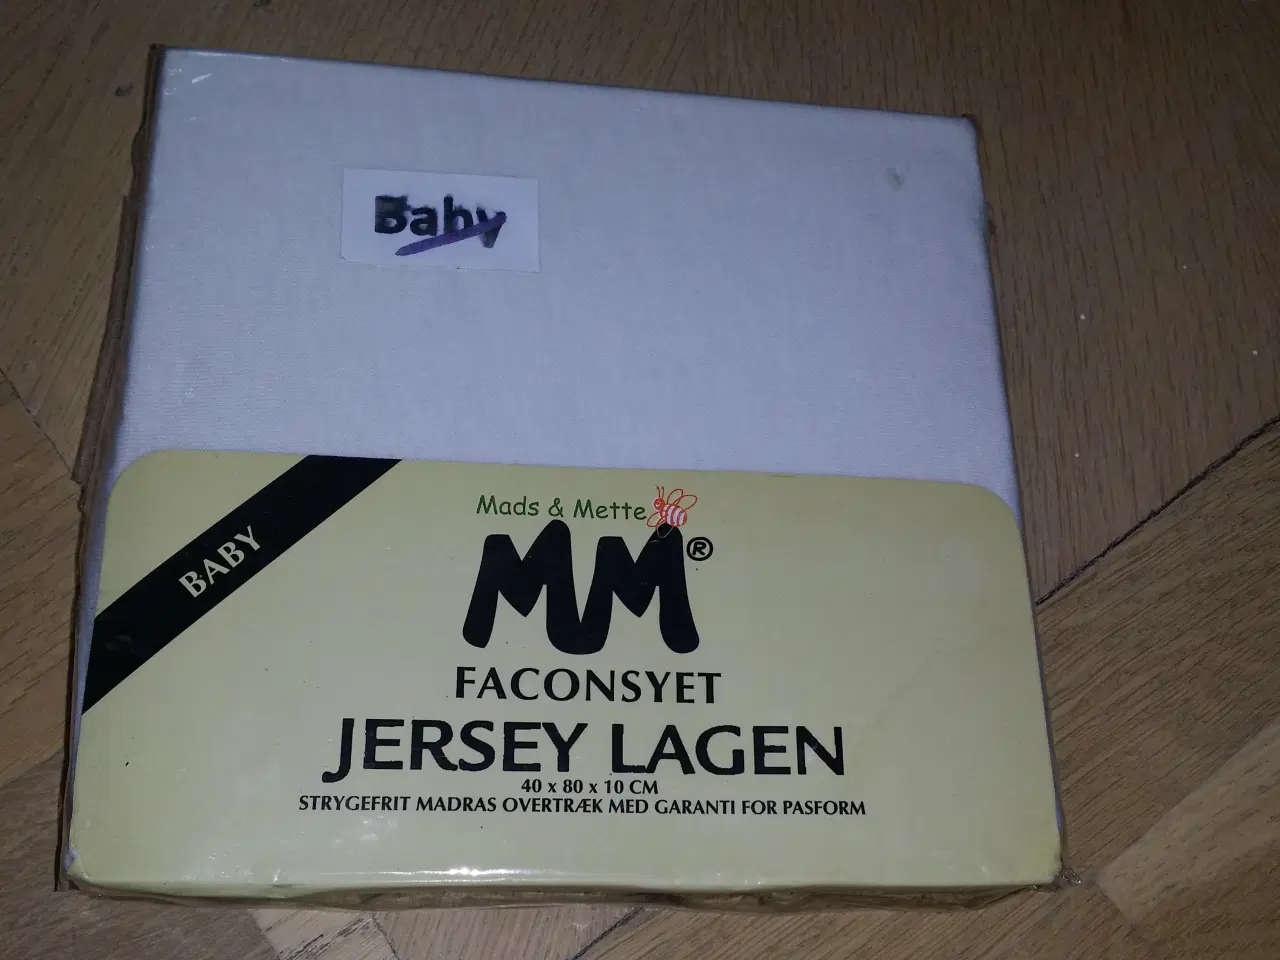 Baby
BABY
Mads & Mette
MM®
FACONSYET
JERSEY LAGEN
40 x 80 x 10 CM
STRYGEFRIT MADRAS OVERTRÆK MED GARANTI FOR PASFORM